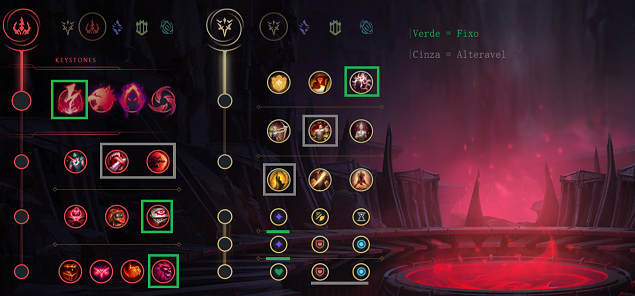 Verde = Fixo
Cinza = Alteravel
KEYSTONES